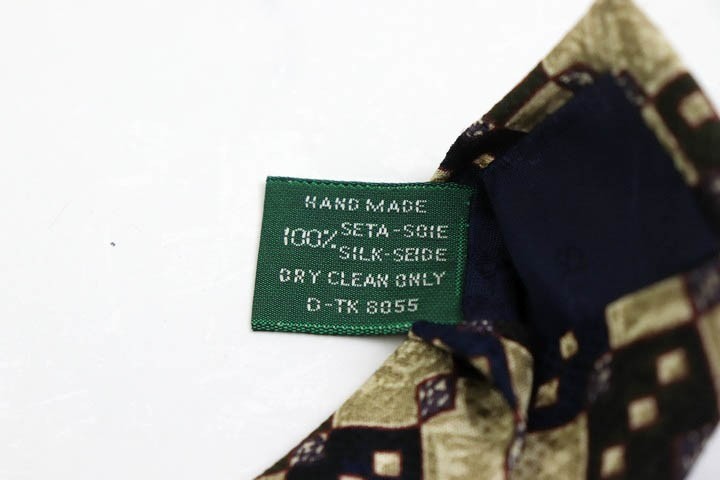 HAND MADE
100% SETA-SOIE
SILK-SEIDE
DRY CLEAN ONLY
D-TK 8055